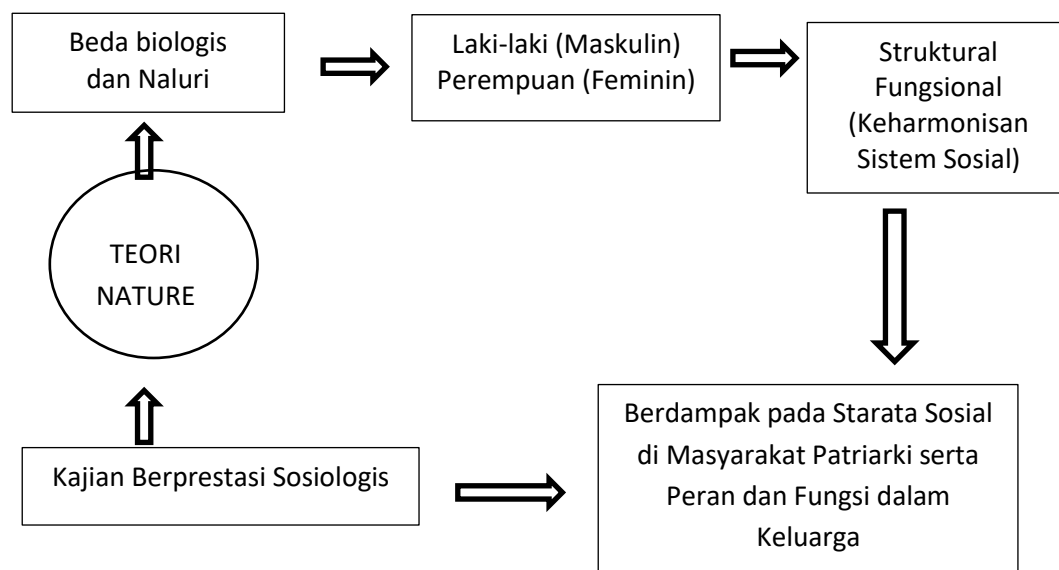 Beda biologis
dan Naluri
Laki-laki (Maskulin)
Perempuan (Feminin)
Struktural
Fungsional
(Keharmonisan
Sistem Sosial)
TEORI
NATURE
Kajian Berprestasi Sosiologis
Berdampak pada Starata Sosial
di Masyarakat Patriarki serta
Peran dan Fungsi dalam
Keluarga